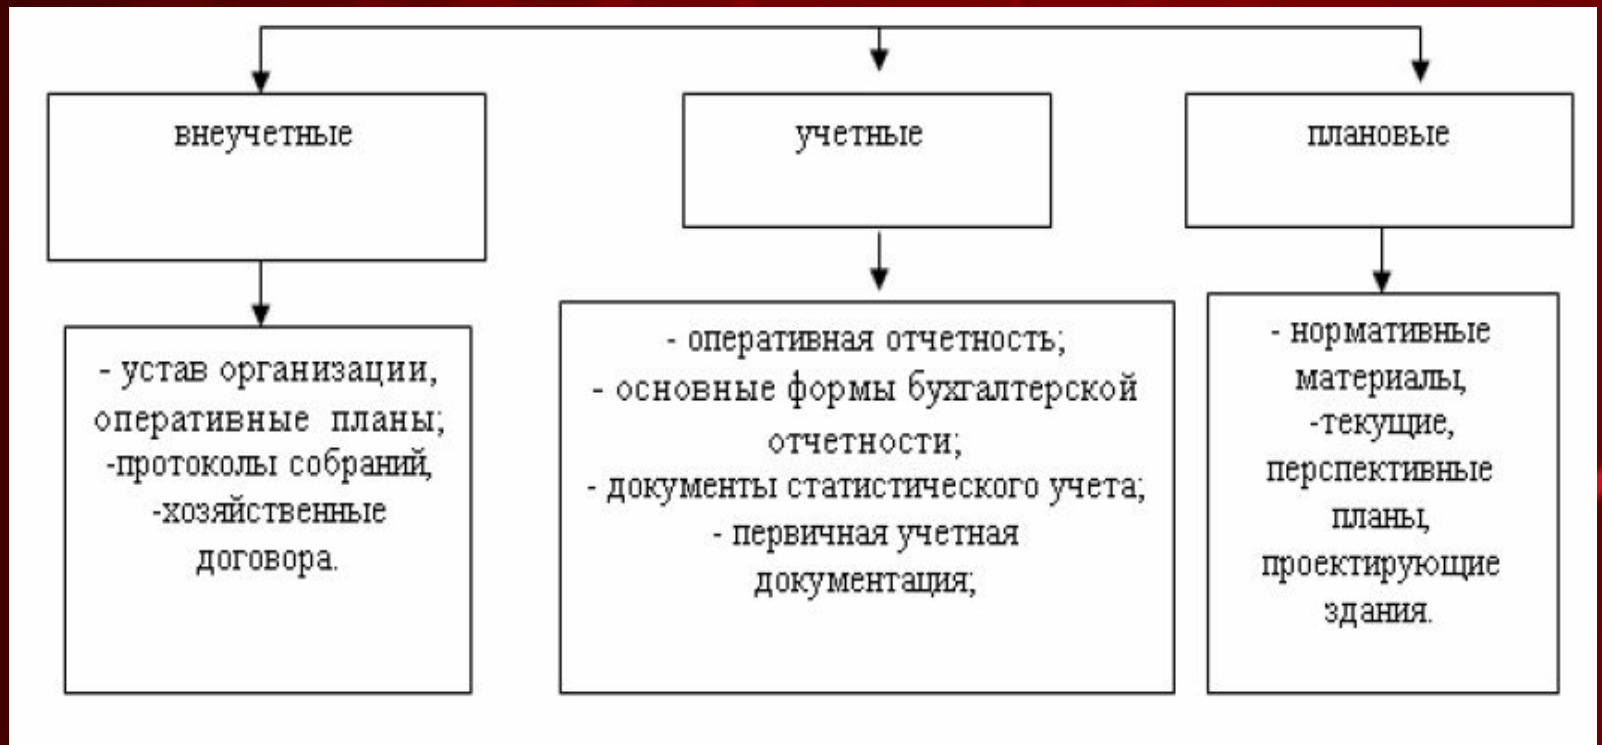 внеучетные
учетные
плановые
- устав организации,
оперативные планы;
-протоколы собраний,
-хозяйственные
договора.
- оперативная отчетность;
- основные формы бухгалтерской
отчетности;
- документы статистического учета;
- первичная учетная
документация;
- нормативные
материалы,
-текущие,
перспективные
планы,
проектирующие
здания.